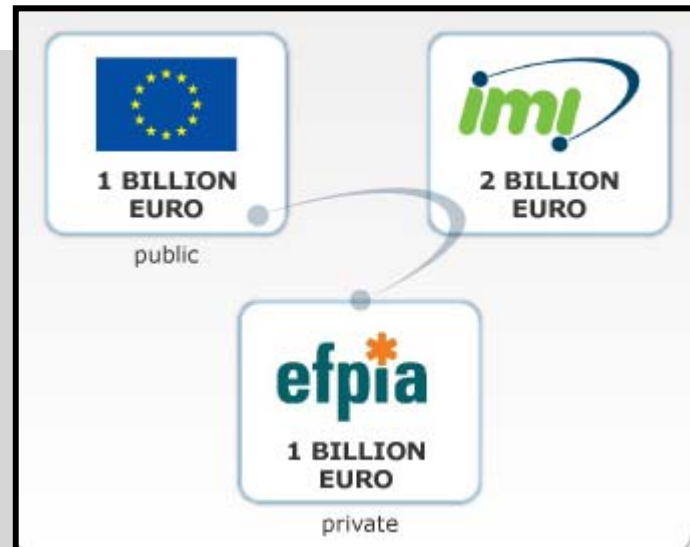 1 BILLION
EURO
public
imi
2 BILLION
EURO
efpia
1 BILLION
EURO
private